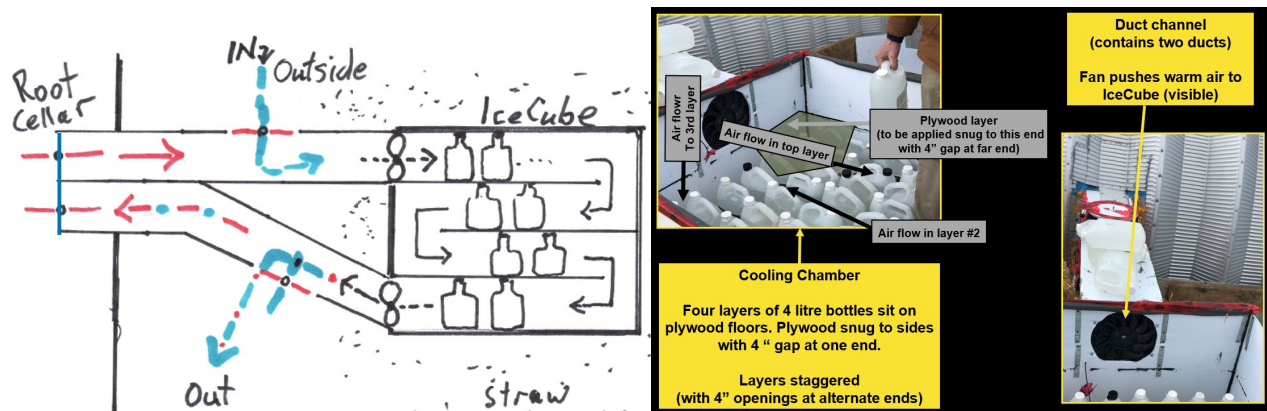 Root
Cellar
IN
Outside
IceCube
Out
straw
Air flowr
To 3rd layer
Air flow in top layer
Plywood layer
(to be applied snug to this end
with 4” gap at far end)
Air flow in layer #2
Cooling Chamber
Four layers of 4 litre bottles sit on
plywood floors. Plywood snug to sides
with 4 “ gap at one end.
Layers staggered
(with 4” openings at alternate ends)
Duct channel
(contains two ducts)
Fan pushes warm air to
IceCube (visible)